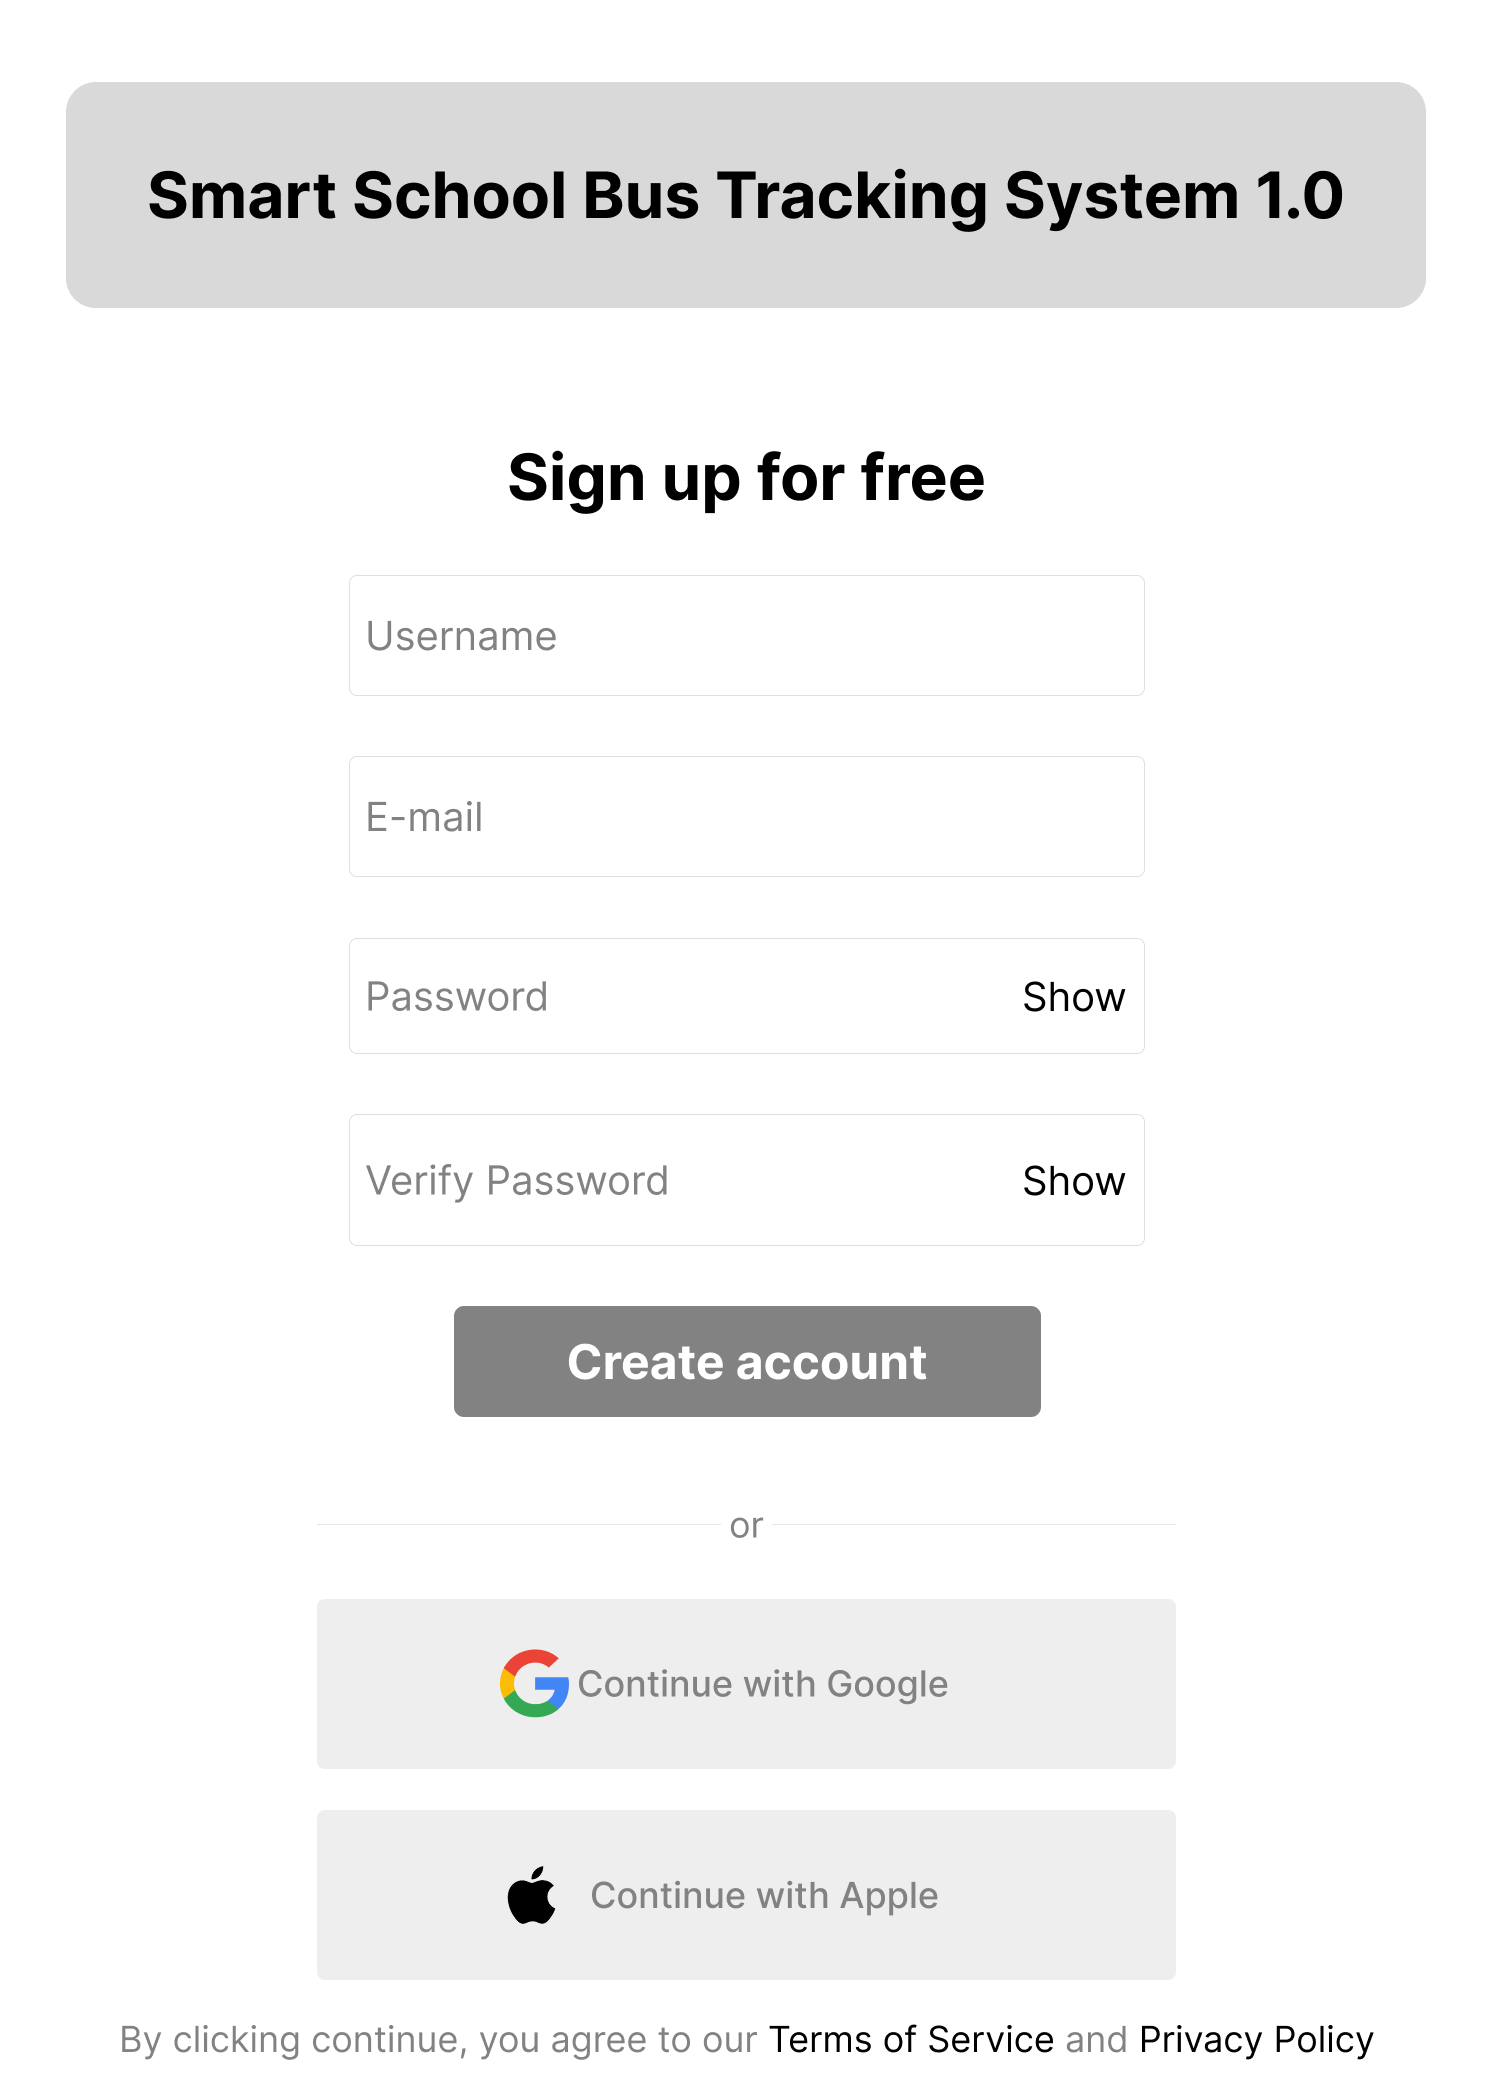 Smart School Bus Tracking System 1.0
Sign up for free
Username
E-mail
Password Show
Verify Password Show
Create account
or
Continue with Google
Continue with Apple
By clicking continue, you agree to our Terms of Service and Privacy Policy